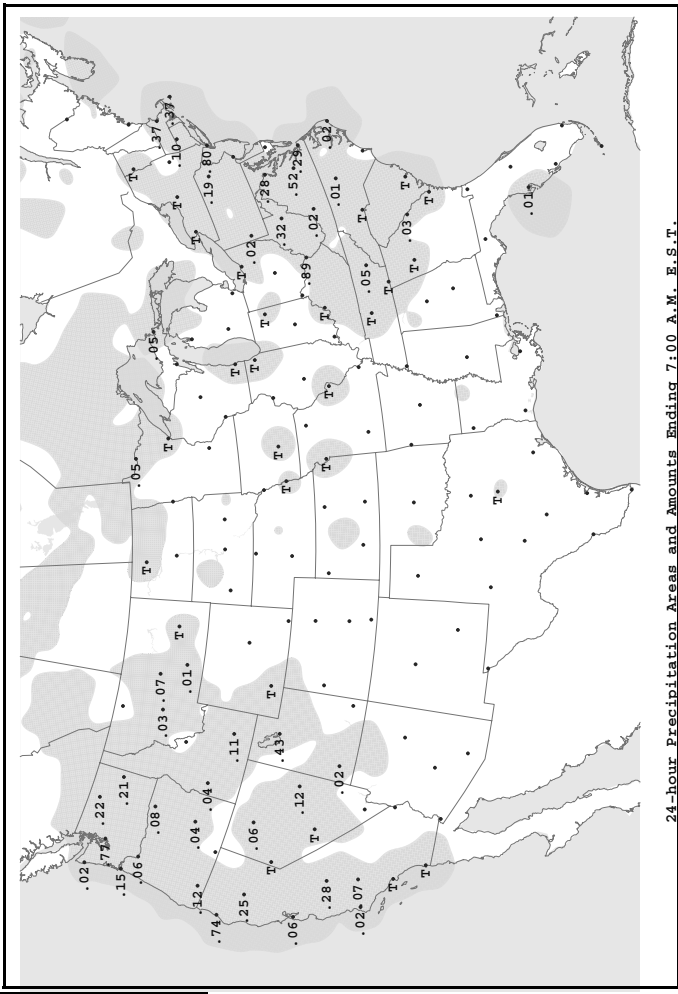 .02
.22
.77
.15
.21
T
.05
.06
T
.05
.08
.37
.03 .07
T
.37
.10
T
T
.01
.04
T
.12
.80
.04
.19
.74
.11
T
T
.25
.02
.06
T
.28
T
T
T
.43
T
.32
T
.06
.52 .29
.12
.89
.02
T
T
.02
.28
T
T
.01
.02
.07
.02
T
.05
T
T
T
T
.03
T
T
T
T
.01
24-hour Precipitation Areas and Amounts Ending 7:00 A.M. E.S.T.